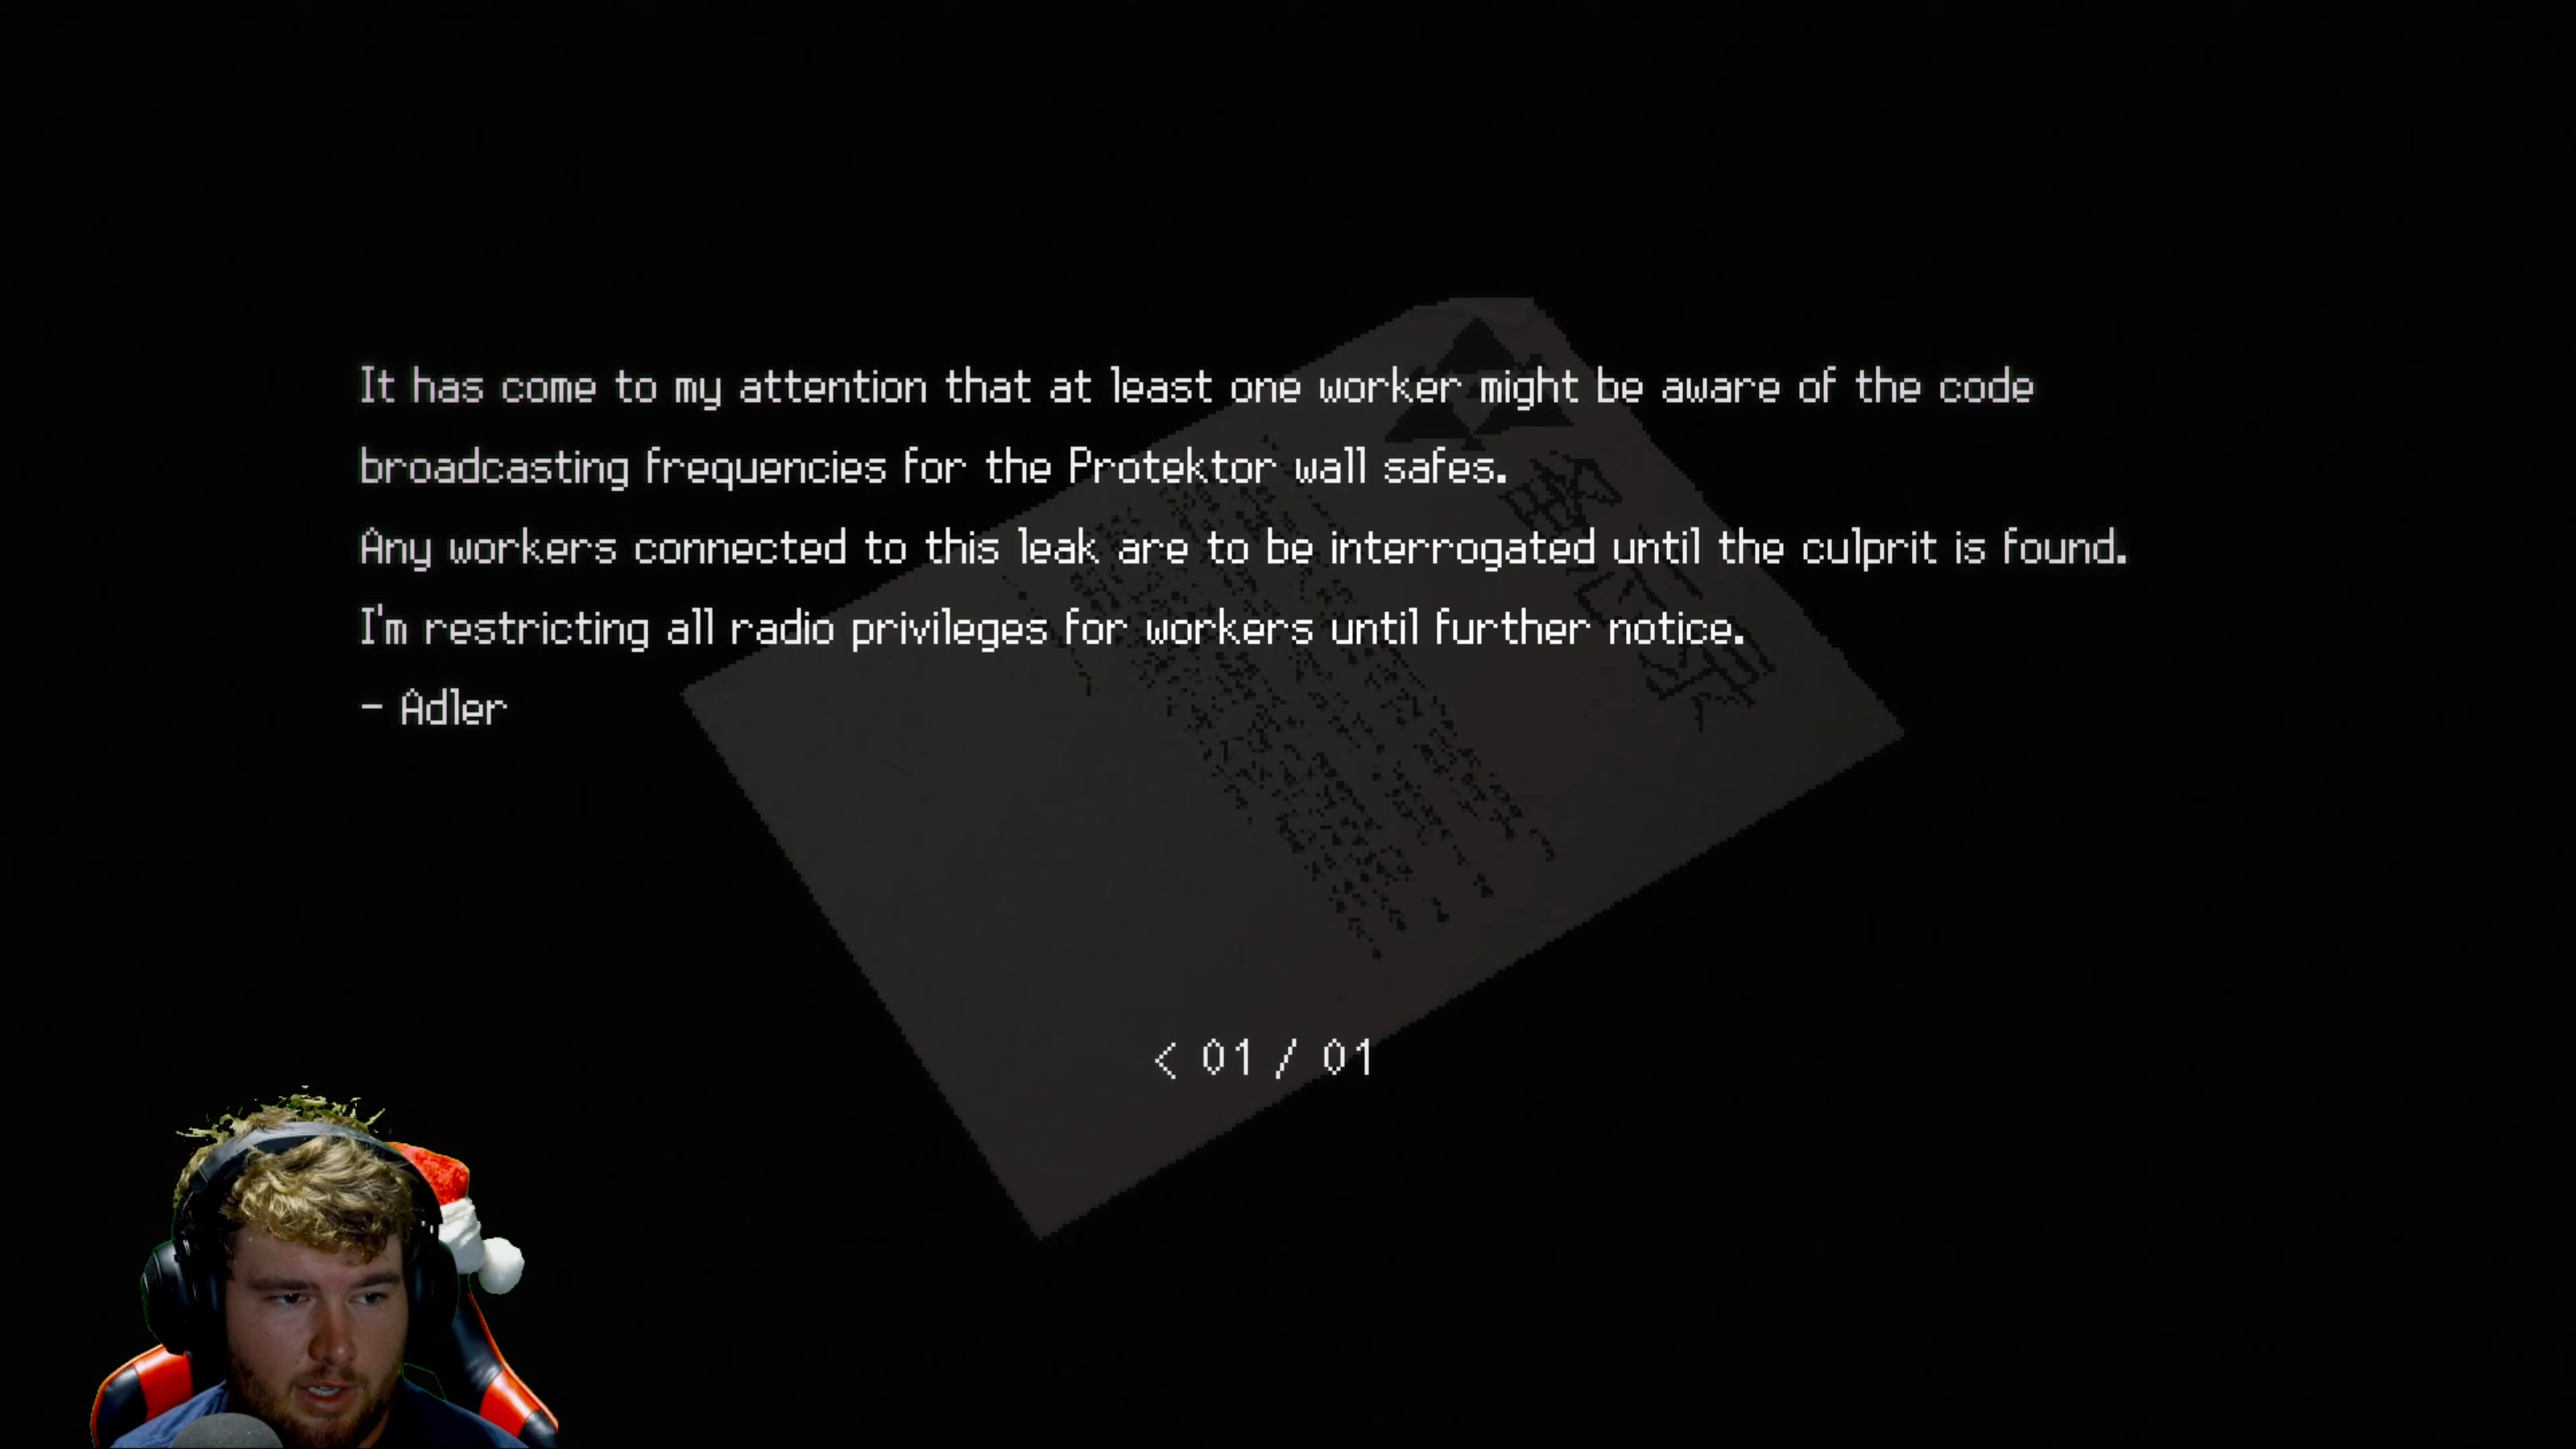 It has come to my attention that at least one worker might be aware of the code
broadcasting frequencies for the Protektor wall safes.
Any workers connected to this leak are to be interrogated until the culprit is found.
I'm restricting all radio privileges for workers until further notice.
- Adler
< 01 / 01